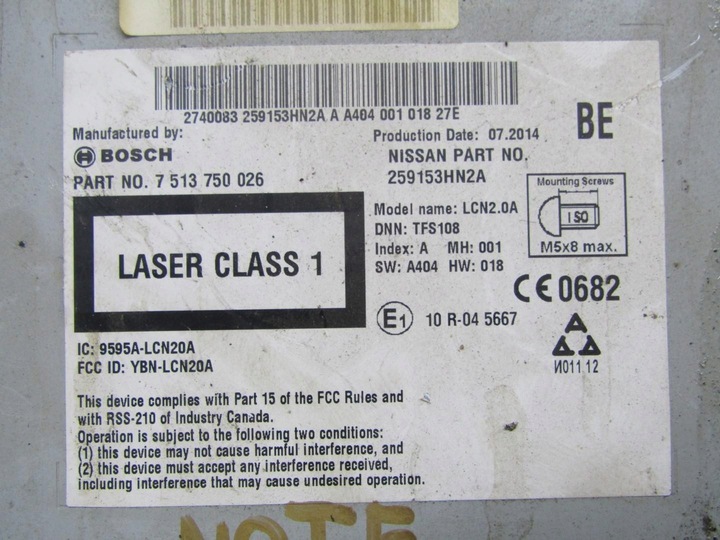 2740083 259153HN2A A A404 001 018 27E
Manufactured by:
BOSCH
PART NO. 7 513 750 026
Production Date: 07.2014
BE
NISSAN PART NO.
259153HN2A
LASER CLASS 1
Model name: LCN2.0A
DNN: TFS108
Index: A MH: 001
SW: A404 HW: 018
Mounting Screws
ISO
M5x8 max.
CE0682
E1 10 R-04 5667
И011 12
IC: 9595A-LCN20A
FCC ID: YBN-LCN20A
This device complies with Part 15 of the FCC Rules and
with RSS-210 of Industry Canada.
Operation is subject to the following two conditions:
(1) this device may not cause harmful interference, and
(2) this device must accept any interference received,
including interference that may cause undesired operation.
NOTE